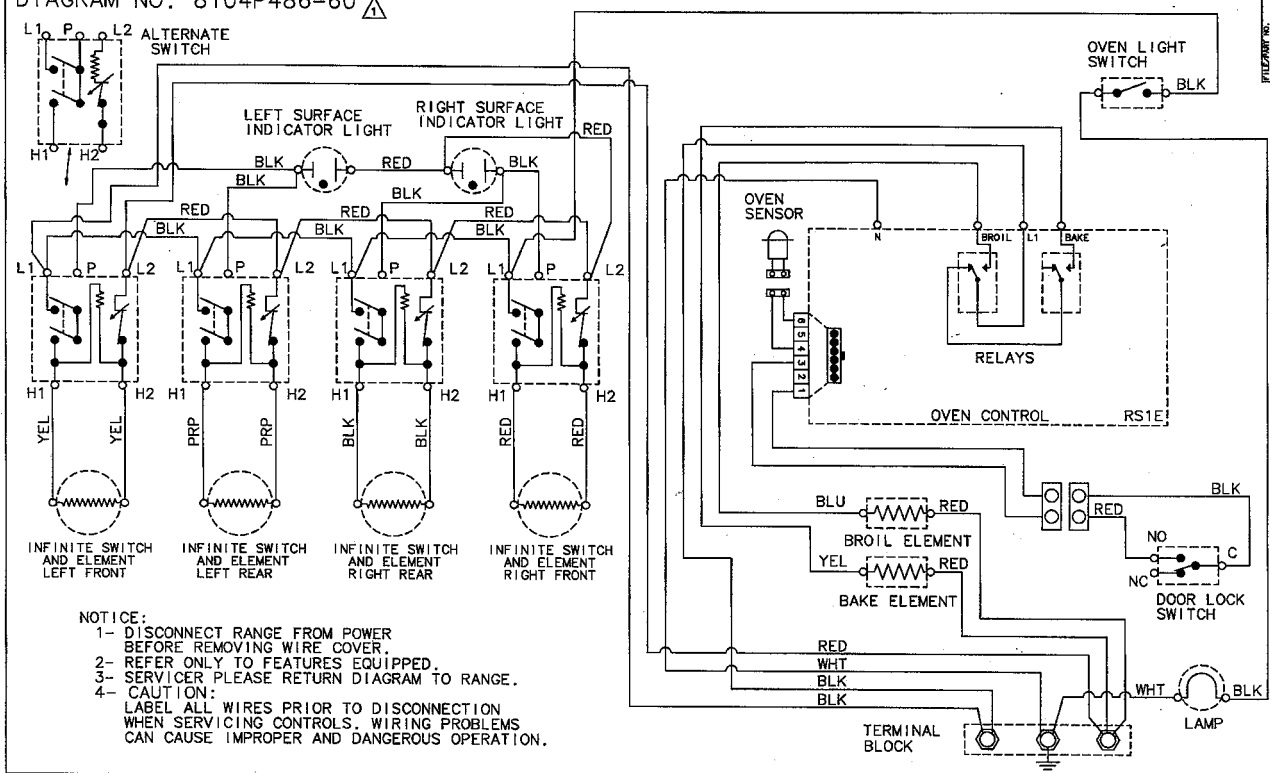 DIAGRAM NO. 8104P486-60 1
L1 P L2 ALTERNATE
SWITCH
H1 H2
LEFT SURFACE
INDICATOR LIGHT
RIGHT SURFACE
INDICATOR LIGHT
RED
BLK RED BLK
BLK BLK
RED RED RED
BLK BLK BLK
L1 P L2 L1 P L2 L1 P L2 L1 P L2
H1 H2 H1 H2 H1 H2 H1 H2
YEL YEL PRP PRP BLK BLK RED RED
INFINITE SWITCH
AND ELEMENT
LEFT FRONT
INFINITE SWITCH
AND ELEMENT
LEFT REAR
INFINITE SWITCH
AND ELEMENT
RIGHT REAR
INFINITE SWITCH
AND ELEMENT
RIGHT FRONT
NOTICE:
1- DISCONNECT RANGE FROM POWER
BEFORE REMOVING WIRE COVER.
2- REFER ONLY TO FEATURES EQUIPPED.
3- SERVICER PLEASE RETURN DIAGRAM TO RANGE.
4- CAUTION:
LABEL ALL WIRES PRIOR TO DISCONNECTION
WHEN SERVICING CONTROLS. WIRING PROBLEMS
CAN CAUSE IMPROPER AND DANGEROUS OPERATION.
OVEN LIGHT
SWITCH
BLK
OVEN
SENSOR
N BROIL L1 BAKE
RELAYS
6
5
4
3
2
1
OVEN CONTROL RS1E
BLU RED
BROIL ELEMENT
YEL RED
BAKE ELEMENT
BLK
RED
NO
C
NC
DOOR LOCK
SWITCH
RED
WHT
BLK
BLK
WHT BLK
LAMP
TERMINAL
BLOCK